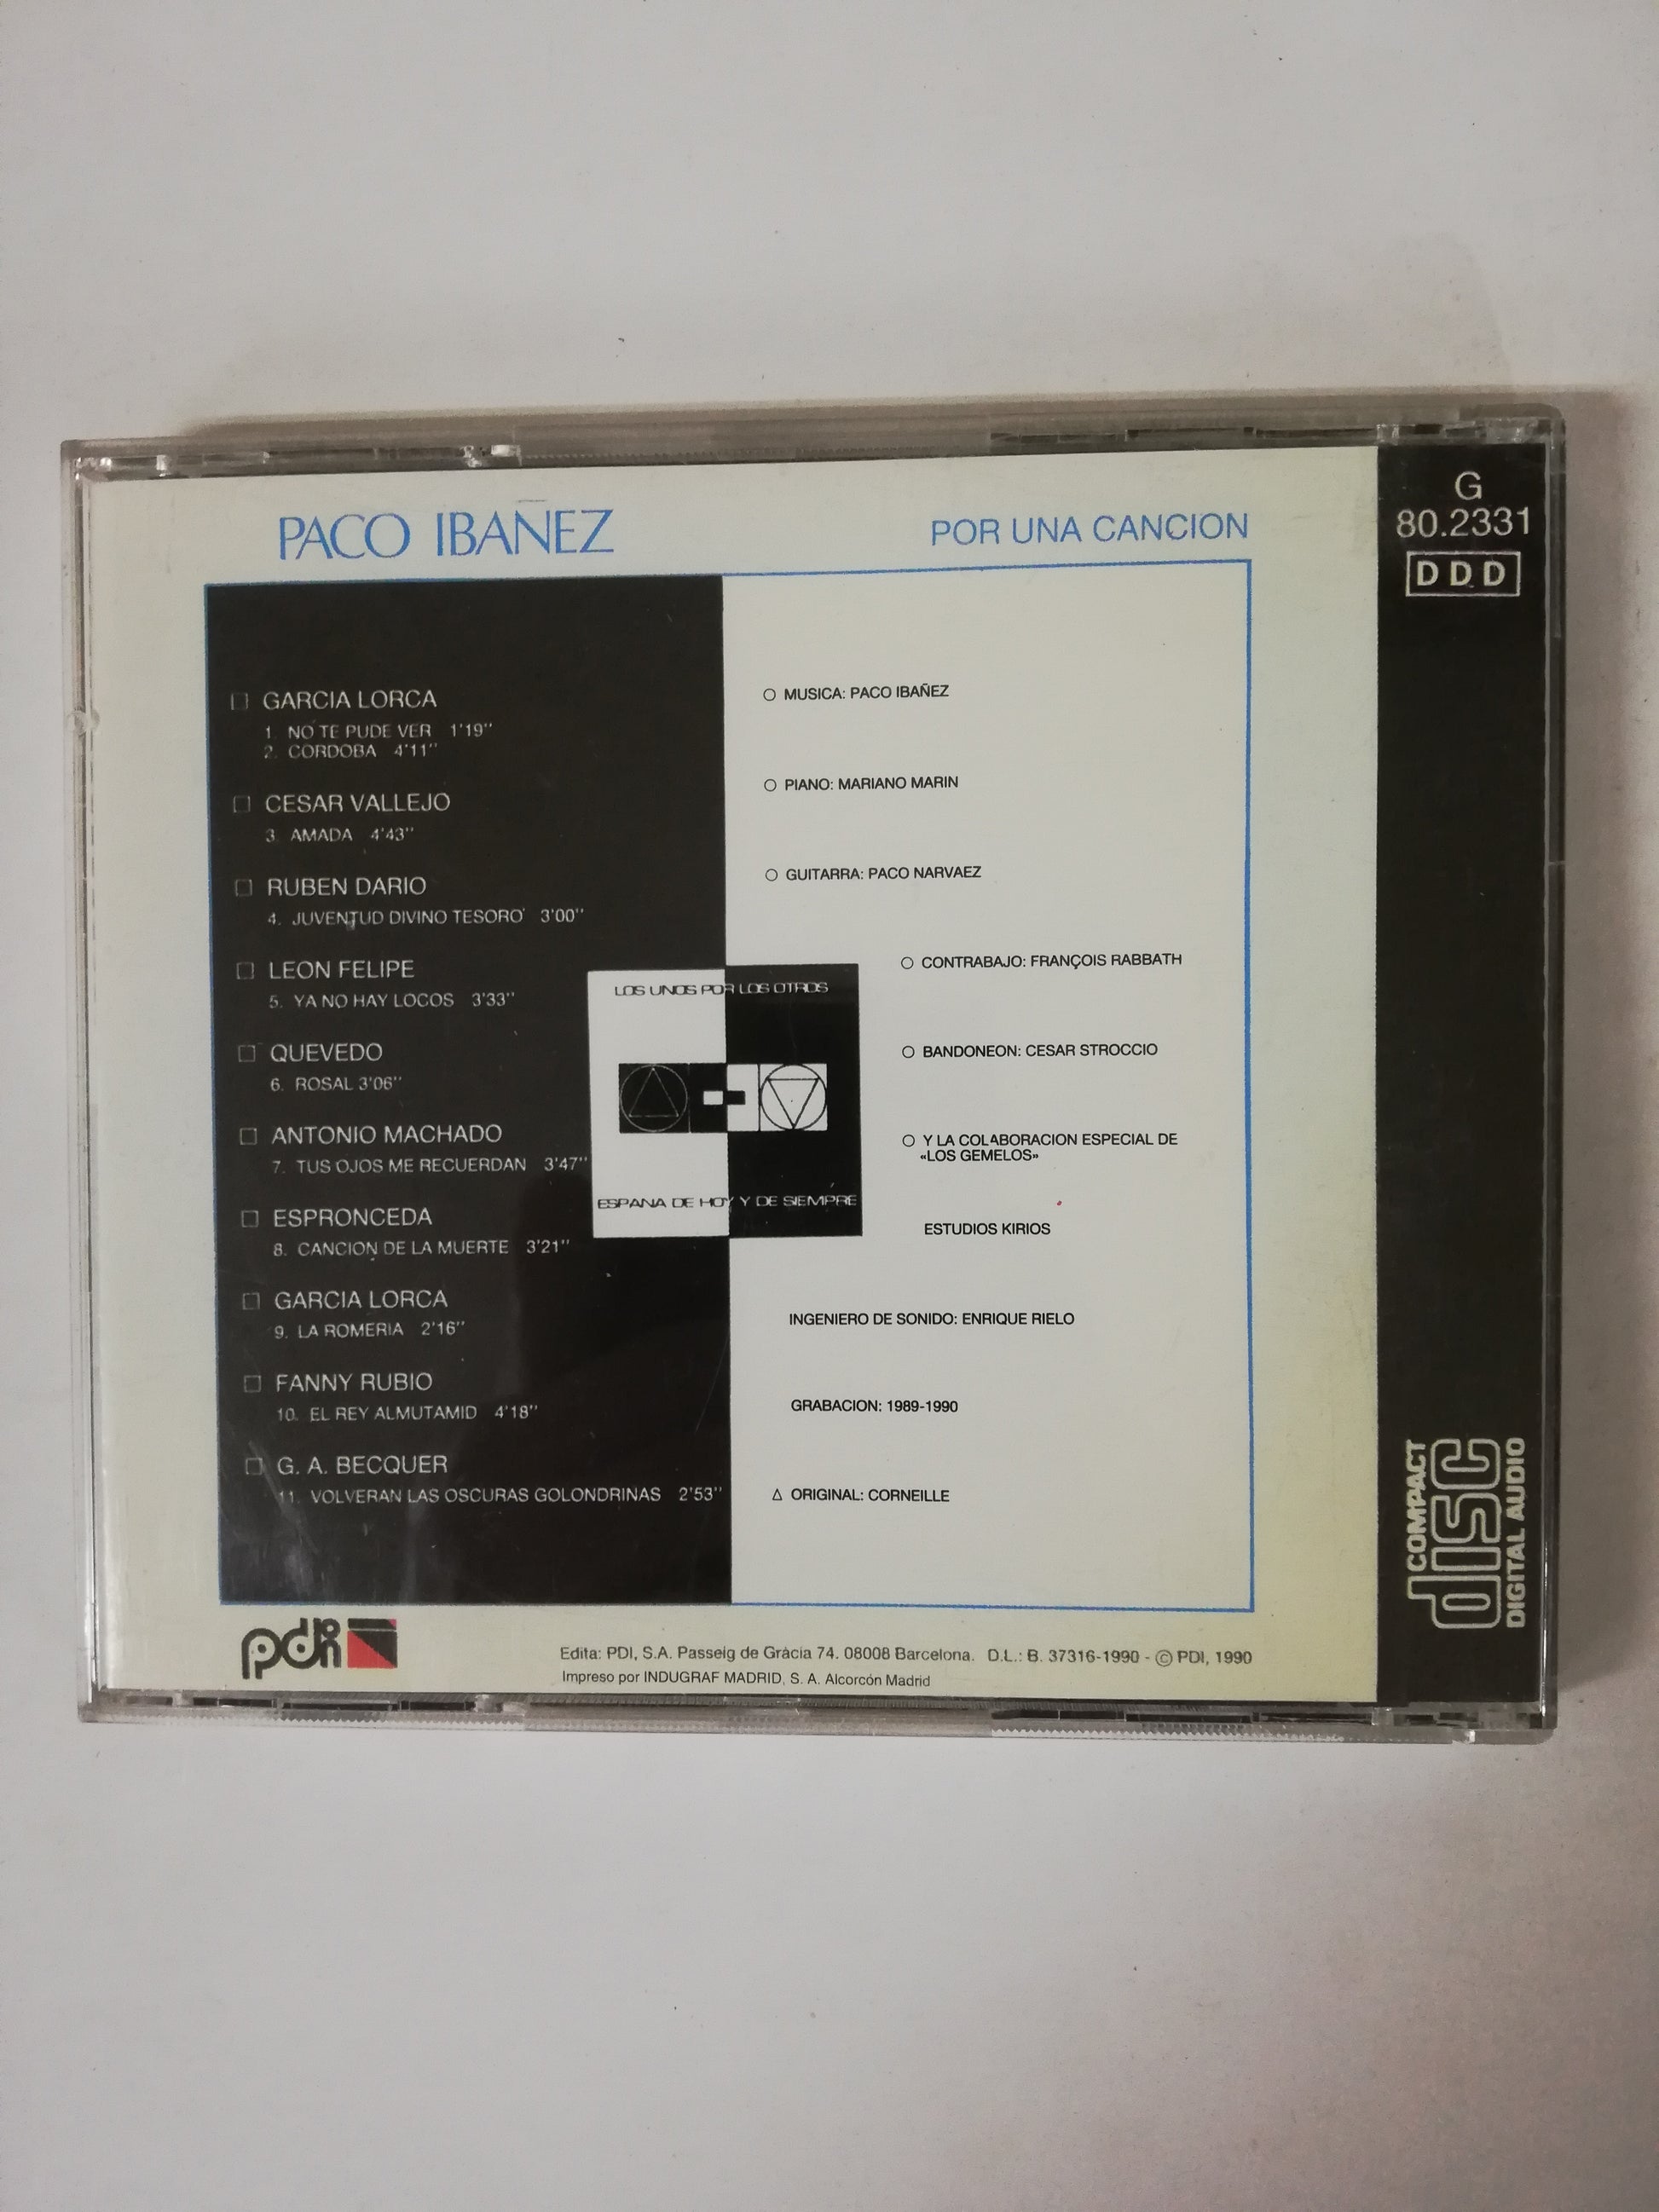 PACO IBAÑEZ
POR UNA CANCION
G
80.2331
DDD
GARCIA LORCA
1. NO TE PUDE VER 1'19''
2. CORDOBA 4'11''
CESAR VALLEJO
3. AMADA 4'43''
RUBEN DARIO
4. JUVENTUD DIVINO TESORO 3'00''
LEON FELIPE
5. YA NO HAY LOCOS 3'33''
QUEVEDO
6. ROSAL 3'06''
ANTONIO MACHADO
7. TUS OJOS ME RECUERDAN 3'47''
ESPRONCEDA
8. CANCION DE LA MUERTE 3'21''
GARCIA LORCA
9. LA ROMERIA 2'16''
FANNY RUBIO
10. EL REY ALMUTAMID 4'18''
G. A. BECQUER
11. VOLVERAN LAS OSCURAS GOLONDRINAS 2'53''
LOS UNOS POR LOS OTROS
ESPANA DE HOY Y DE SIEMPRE
MUSICA: PACO IBAÑEZ
PIANO: MARIANO MARIN
GUITARRA: PACO NARVAEZ
CONTRABAJO: FRANÇOIS RABBATH
BANDONEON: CESAR STROCCIO
Y LA COLABORACION ESPECIAL DE
«LOS GEMELOS»
ESTUDIOS KIRIOS
INGENIERO DE SONIDO: ENRIQUE RIELO
GRABACION: 1989-1990
Δ ORIGINAL: CORNEILLE
pdi
Edita: PDI, S.A. Passeig de Gràcia 74. 08008 Barcelona. D.L.: B. 37316-1990 - © PDI, 1990
Impreso por INDUGRAF MADRID, S. A. Alcorcón Madrid
COMPACT
disc
DIGITAL AUDIO